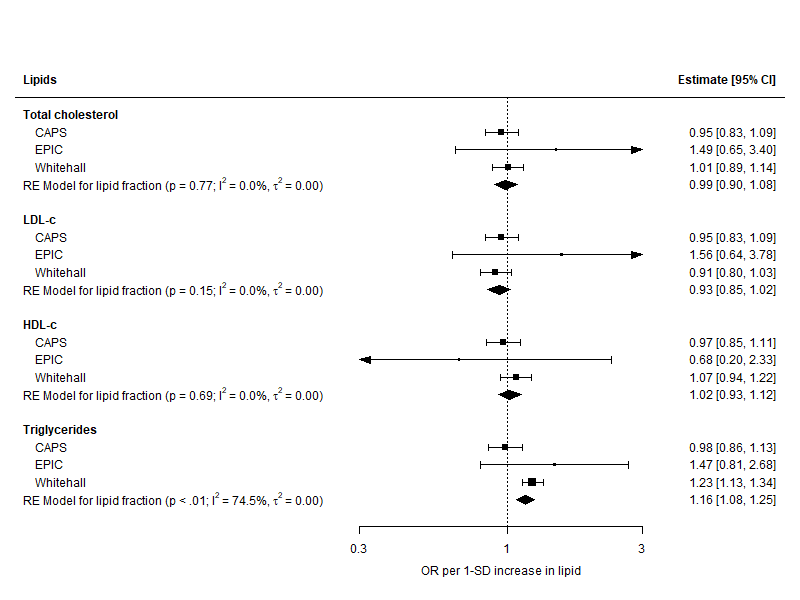 Lipids Estimate [95% CI]
Total cholesterol
CAPS 0.95 [0.83, 1.09]
EPIC 1.49 [0.65, 3.40]
Whitehall 1.01 [0.89, 1.14]
RE Model for lipid fraction (p = 0.77; I² = 0.0%, τ² = 0.00) 0.99 [0.90, 1.08]
LDL-c
CAPS 0.95 [0.83, 1.09]
EPIC 1.56 [0.64, 3.78]
Whitehall 0.91 [0.80, 1.03]
RE Model for lipid fraction (p = 0.15; I² = 0.0%, τ² = 0.00) 0.93 [0.85, 1.02]
HDL-c
CAPS 0.97 [0.85, 1.11]
EPIC 0.68 [0.20, 2.33]
Whitehall 1.07 [0.94, 1.22]
RE Model for lipid fraction (p = 0.69; I² = 0.0%, τ² = 0.00) 1.02 [0.93, 1.12]
Triglycerides
CAPS 0.98 [0.86, 1.13]
EPIC 1.47 [0.81, 2.68]
Whitehall 1.23 [1.13, 1.34]
RE Model for lipid fraction (p < .01; I² = 74.5%, τ² = 0.00) 1.16 [1.08, 1.25]
0.3 1 3
OR per 1-SD increase in lipid